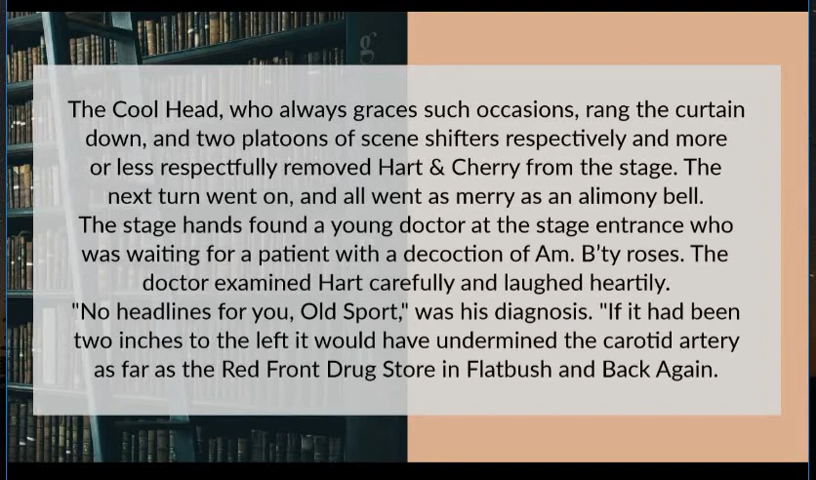 The Cool Head, who always graces such occasions, rang the curtain
down, and two platoons of scene shifters respectively and more
or less respectfully removed Hart & Cherry from the stage. The
next turn went on, and all went as merry as an alimony bell.
The stage hands found a young doctor at the stage entrance who
was waiting for a patient with a decoction of Am. B'ty roses. The
doctor examined Hart carefully and laughed heartily.
"No headlines for you, Old Sport," was his diagnosis. "If it had been
two inches to the left it would have undermined the carotid artery
as far as the Red Front Drug Store in Flatbush and Back Again.